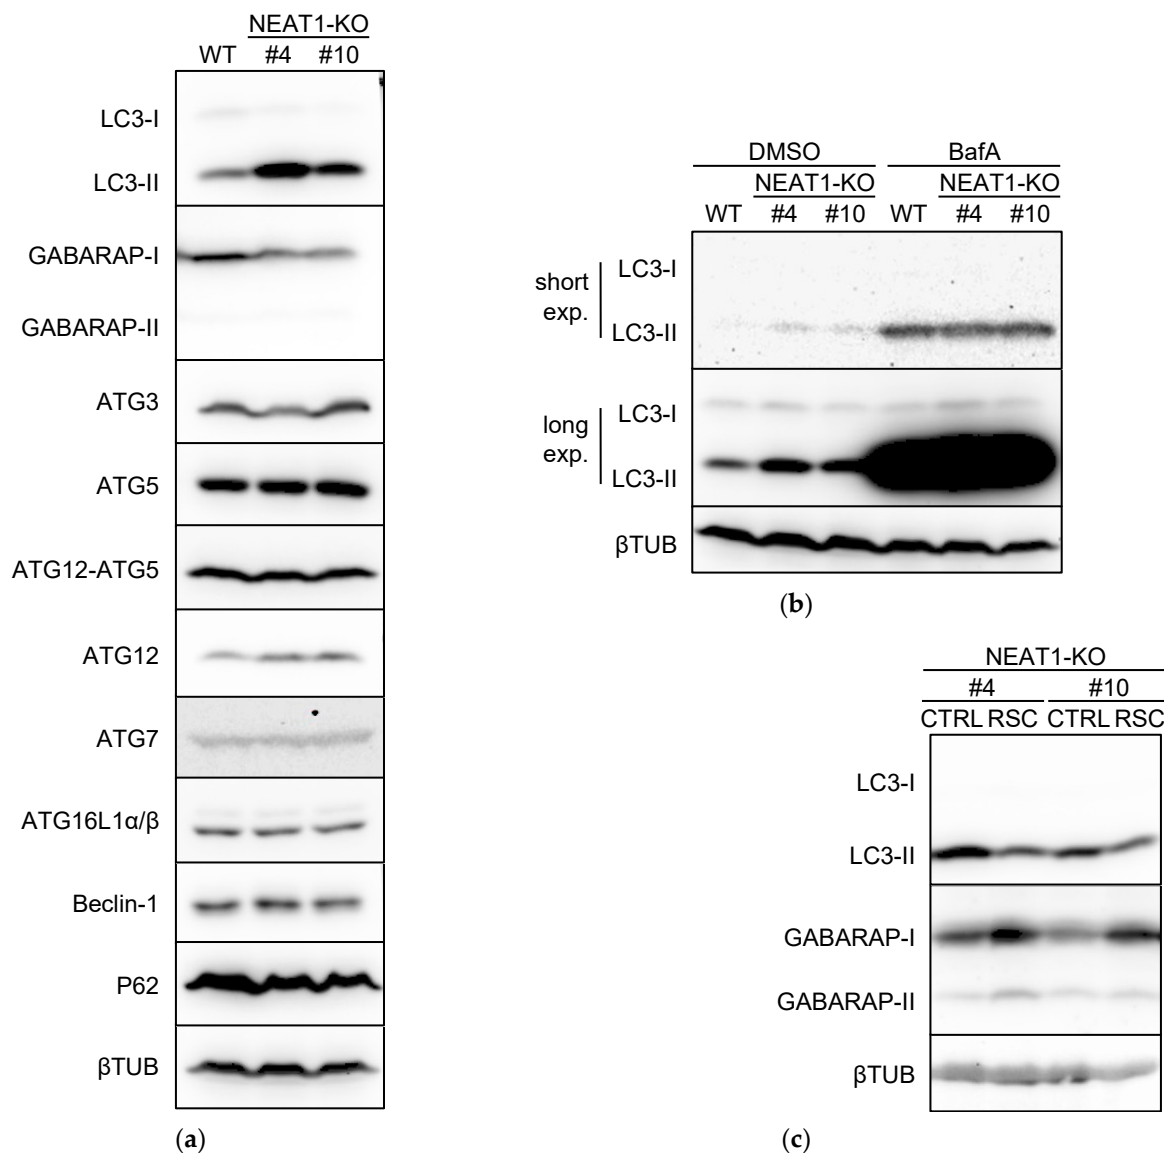 NEAT1-KO
WT #4 #10
LC3-I
LC3-II
GABARAP-I
GABARAP-II
ATG3
ATG5
ATG12-ATG5
ATG12
ATG7
ATG16L1α/β
Beclin-1
P62
βTUB
(a)
DMSO BafA
NEAT1-KO NEAT1-KO
WT #4 #10 WT #4 #10
short exp.
LC3-I
LC3-II
long exp.
LC3-I
LC3-II
βTUB
(b)
NEAT1-KO
#4 #10
CTRL RSC CTRL RSC
LC3-I
LC3-II
GABARAP-I
GABARAP-II
βTUB
(c)